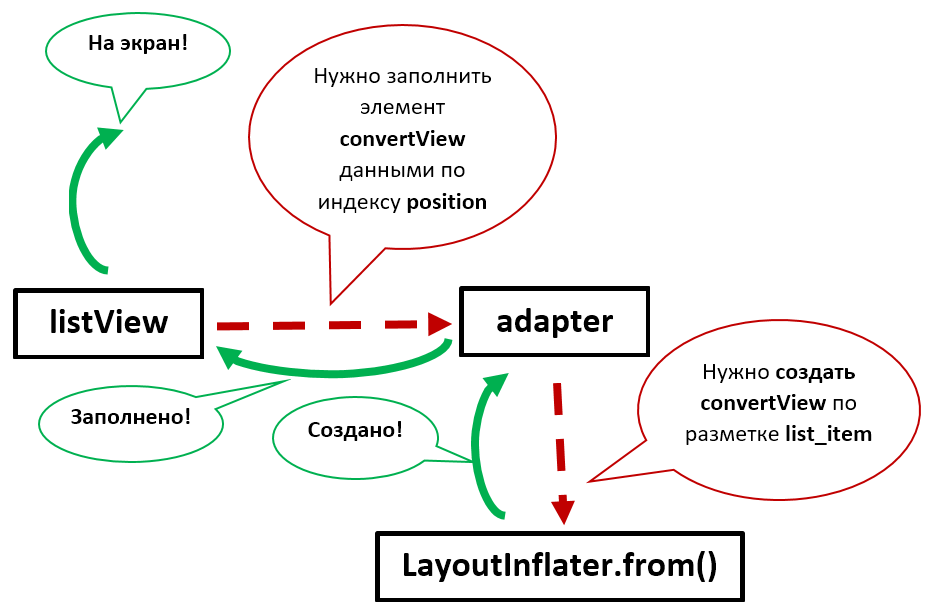 На экран!
Нужно заполнить
элемент
convertView
данными по
индексу position
listView
adapter
Нужно создать
convertView по
разметке list_item
Заполнено!
Создано!
LayoutInflater.from()